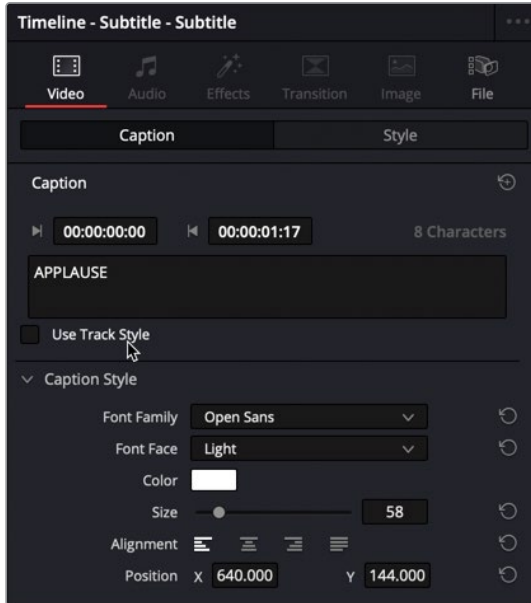 Timeline - Subtitle - Subtitle
Video Audio Effects Transition Image File
Caption Style
Caption
00:00:00:00 00:00:01:17 8 Characters
APPLAUSE
Use Track Style
Caption Style
Font Family Open Sans
Font Face Light
Color
Size 58
Alignment
Position X 640.000 Y 144.000